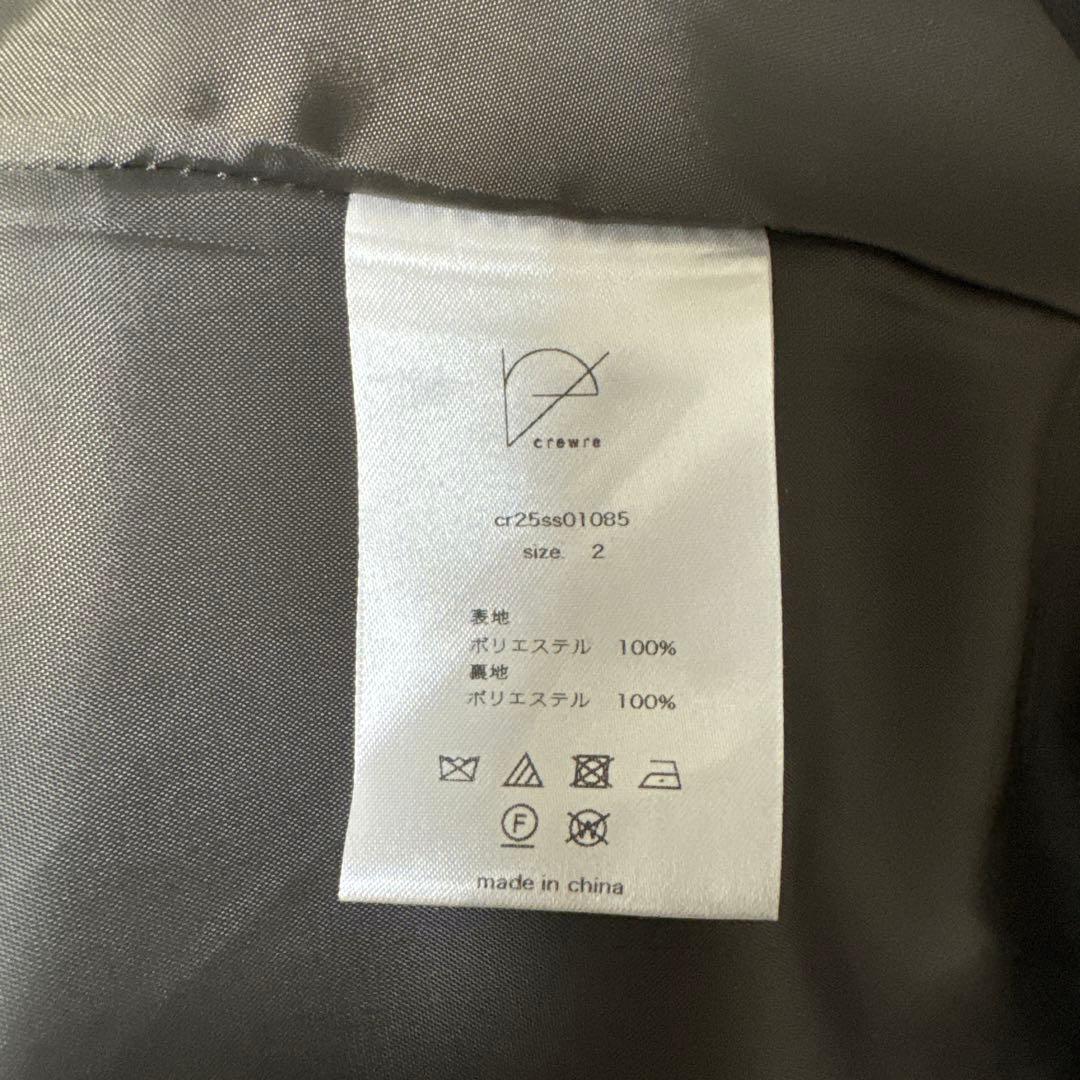 crewre
cr25ss01085
size. 2
表地
ポリエステル 100%
裏地
ポリエステル 100%
F
W
made in china